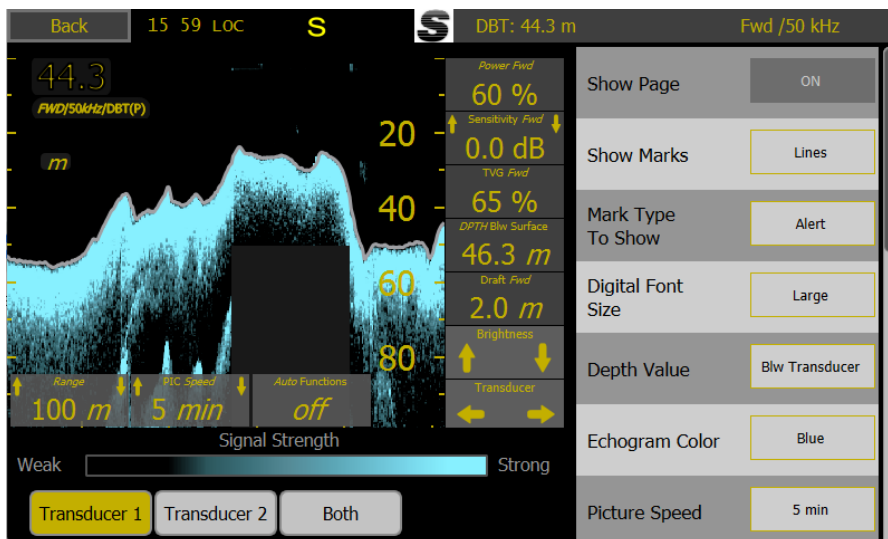 Back 15 59 LOC S S DBT: 44.3 m Fwd /50 kHz
44.3
FWD/50kHz/DBT(P)
m
20
40
60
80
Power Fwd
60 %
Sensitivity Fwd
0.0 dB
TVG Fwd
65 %
DPTH Blw Surface
46.3 m
Draft Fwd
2.0 m
Brightness
Transducer
Range
100 m
PIC Speed
5 min
Auto Functions
off
Signal Strength
Weak Strong
Transducer 1 Transducer 2 Both
Show Page ON
Show Marks Lines
Mark Type
To Show Alert
Digital Font
Size Large
Depth Value Blw Transducer
Echogram Color Blue
Picture Speed 5 min